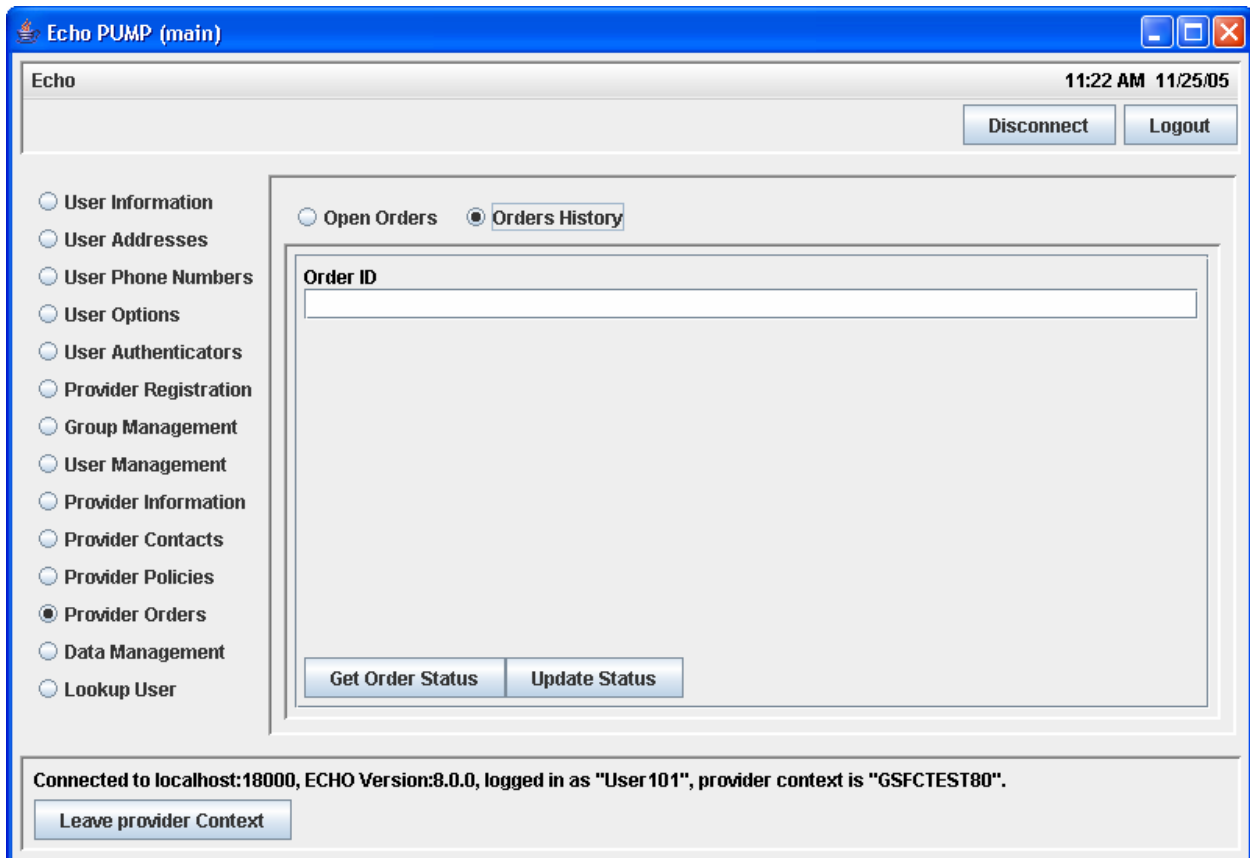 Echo PUMP (main)
Echo 11:22 AM 11/25/05
Disconnect Logout
User Information
User Addresses
User Phone Numbers
User Options
User Authenticators
Provider Registration
Group Management
User Management
Provider Information
Provider Contacts
Provider Policies
Provider Orders
Data Management
Lookup User
Open Orders Orders History
Order ID
Get Order Status Update Status
Connected to localhost:18000, ECHO Version:8.0.0, logged in as "User101", provider context is "GSFCTEST80".
Leave provider Context